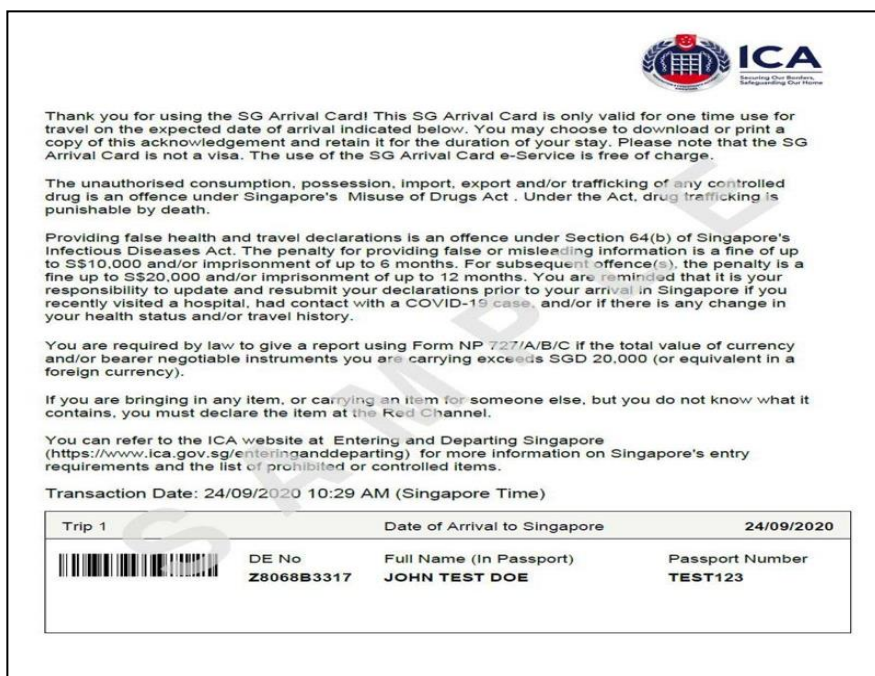 ICA
Securing Our Borders,
Safeguarding Our Home
Thank you for using the SG Arrival Card! This SG Arrival Card is only valid for one time use for
travel on the expected date of arrival indicated below. You may choose to download or print a
copy of this acknowledgement and retain it for the duration of your stay. Please note that the SG
Arrival Card is not a visa. The use of the SG Arrival Card e-Service is free of charge.
The unauthorised consumption, possession, import, export and/or trafficking of any controlled
drug is an offence under Singapore's Misuse of Drugs Act . Under the Act, drug trafficking is
punishable by death.
Providing false health and travel declarations is an offence under Section 64(b) of Singapore's
Infectious Diseases Act. The penalty for providing false or misleading information is a fine of up
to S$10,000 and/or imprisonment of up to 6 months. For subsequent offence(s), the penalty is a
fine up to S$20,000 and/or imprisonment of up to 12 months. You are reminded that it is your
responsibility to update and resubmit your declarations prior to your arrival in Singapore if you
recently visited a hospital, had contact with a COVID-19 case, and/or if there is any change in
your health status and/or travel history.
You are required by law to give a report using Form NP 727/A/B/C if the total value of currency
and/or bearer negotiable instruments you are carrying exceeds SGD 20,000 (or equivalent in a
foreign currency).
If you are bringing in any item, or carrying an item for someone else, but you do not know what it
contains, you must declare the item at the Red Channel.
You can refer to the ICA website at Entering and Departing Singapore
(https://www.ica.gov.sg/enteringanddeparting) for more information on Singapore's entry
requirements and the list of prohibited or controlled items.
Transaction Date: 24/09/2020 10:29 AM (Singapore Time)
Trip 1 Date of Arrival to Singapore 24/09/2020
DE No Full Name (In Passport) Passport Number
Z8068B3317 JOHN TEST DOE TEST123
SAMPLE